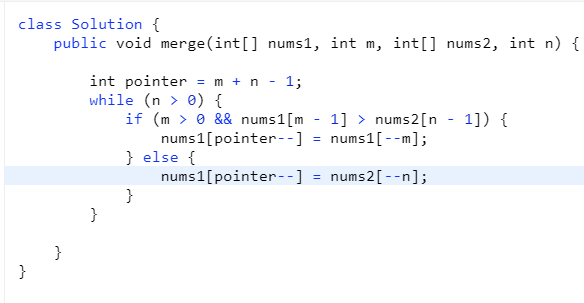 class Solution {
    public void merge(int[] nums1, int m, int[] nums2, int n) {
        int pointer = m + n - 1;
        while (n > 0) {
            if (m > 0 && nums1[m - 1] > nums2[n - 1]) {
                nums1[pointer--] = nums1[--m];
            } else {
                nums1[pointer--] = nums2[--n];
            }
        }
    }
}